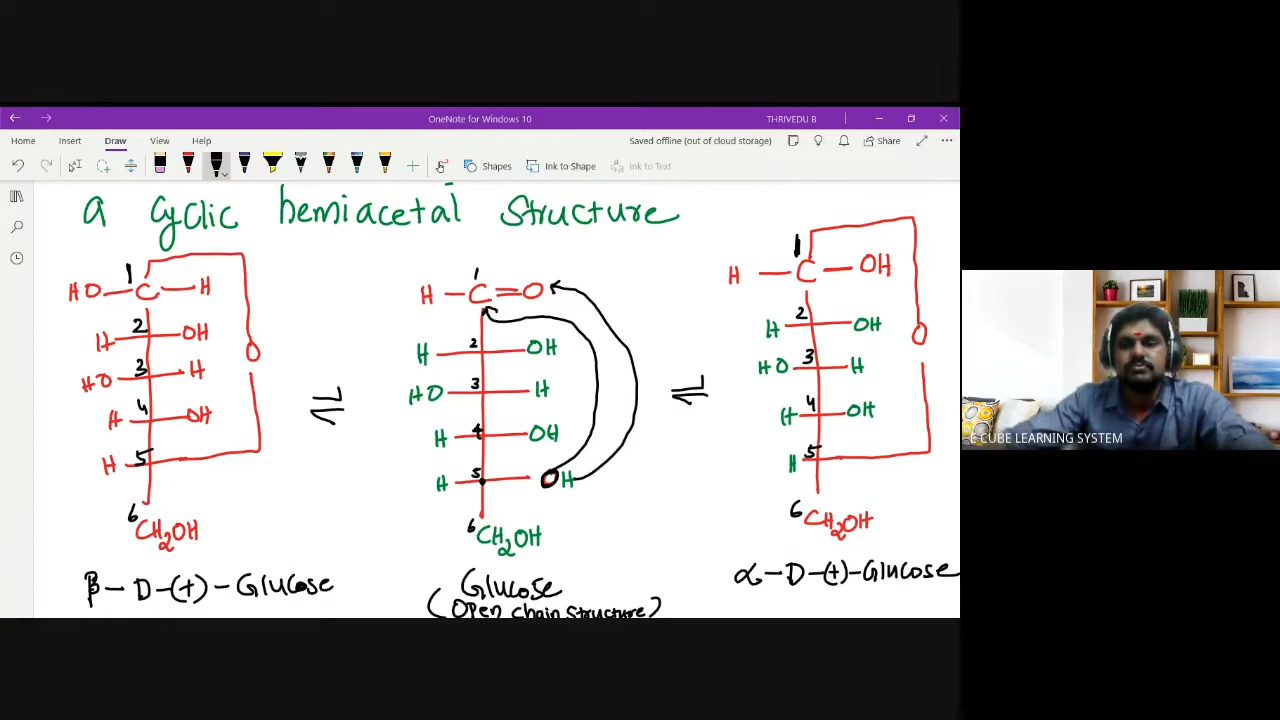 OneNote for Windows 10
THRIVEDU B
Home Insert Draw View Help
Saved offline (out of cloud storage)
Share
Shapes
Ink to Shape
Ink to Text
a cyclic hemiacetal structure
1
HO C H
2
H OH
3
HO H
O
4
H OH
5
H
6
CH2OH
β-D-(+)-Glucose
⇌
1
H-C=O
2
H OH
3
HO H
4
H OH
5
H OH
6
CH2OH
Glucose
(Open chain structure)
⇌
1
H C OH
2
H OH
O
3
HO H
4
H OH
5
H
6
CH2OH
α-D-(+)-Glucose
E CUBE LEARNING SYSTEM